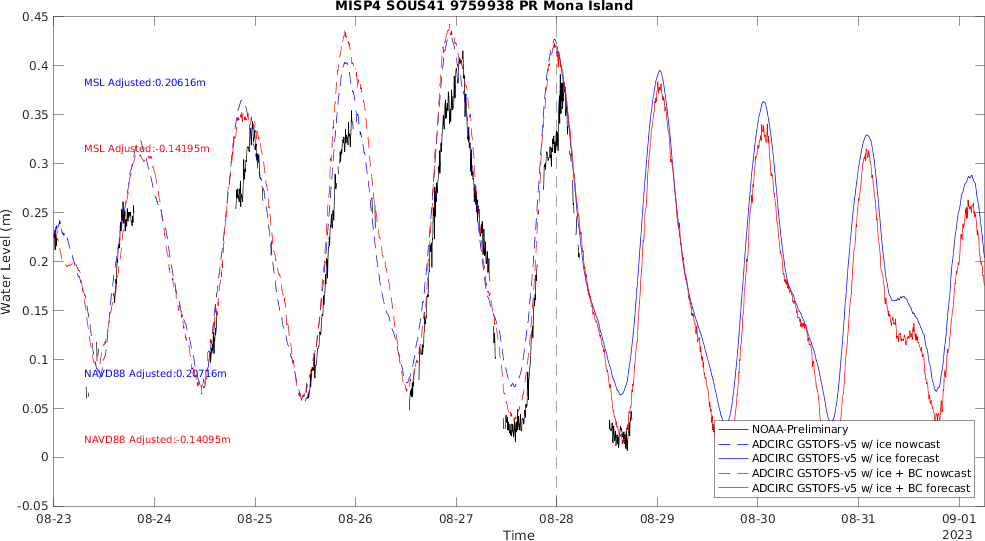 MISP4 SOUS41 9759938 PR Mona Island
0.45
0.4
0.35
0.3
0.25
0.2
0.15
0.1
0.05
0
-0.05
Water Level (m)
MSL Adjusted:0.20616m
MSL Adjusted:-0.14195m
NAVD88 Adjusted:0.20716m
NAVD88 Adjusted:-0.14095m
NOAA-Preliminary
ADCIRC GSTOFS-v5 w/ ice nowcast
ADCIRC GSTOFS-v5 w/ ice forecast
ADCIRC GSTOFS-v5 w/ ice + BC nowcast
ADCIRC GSTOFS-v5 w/ ice + BC forecast
08-23 08-24 08-25 08-26 08-27 08-28 08-29 08-30 08-31 09-01
2023
Time